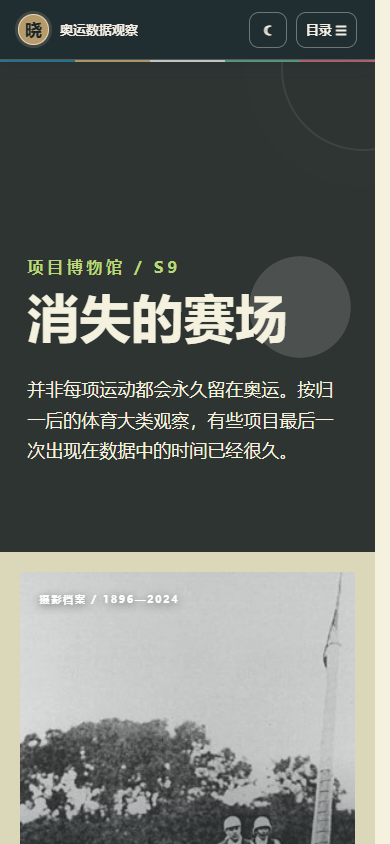 晓 奥运数据观察 目录
项目博物馆 / S9
消失的赛场
并非每项运动都会永久留在奥运。按归
一后的体育大类观察，有些项目最后一
次出现在数据中的时间已经很久。
摄影档案 / 1896—2024